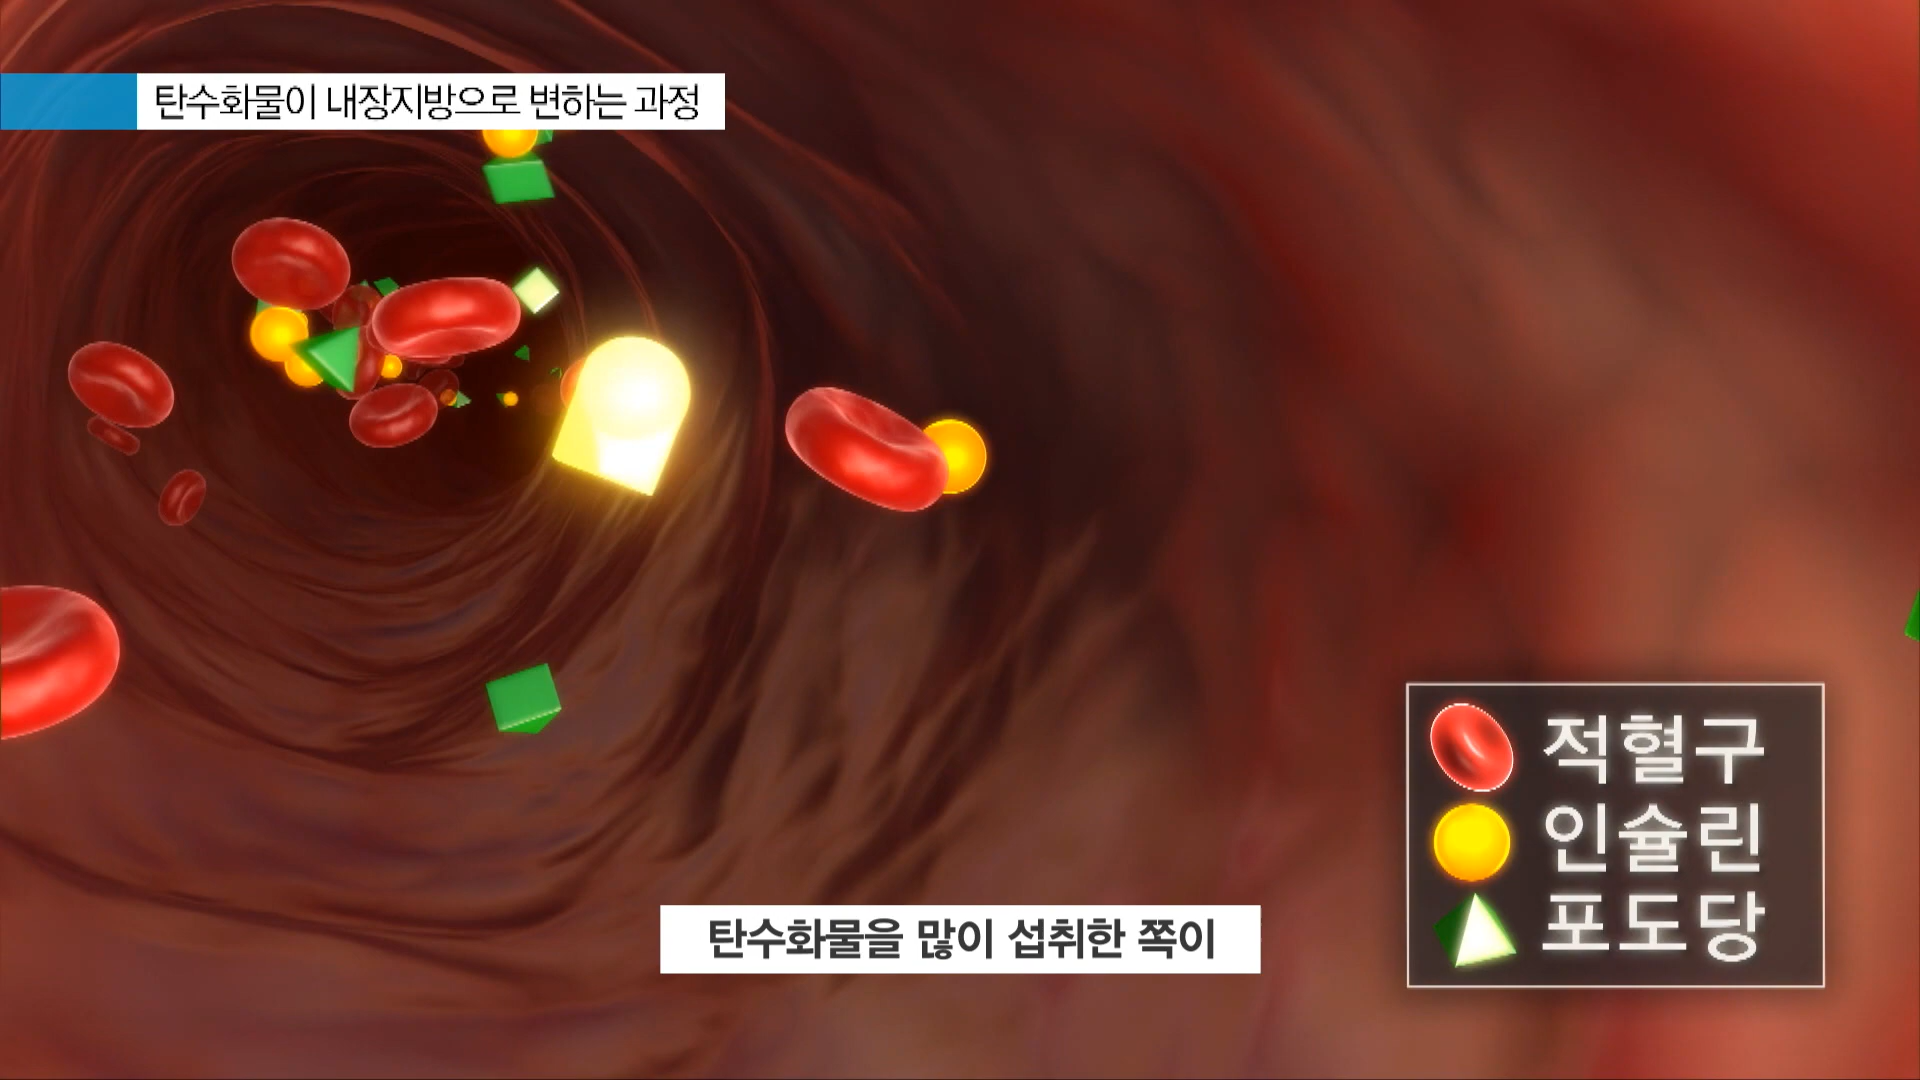 탄수화물이 내장지방으로 변하는 과정
적혈구
인슐린
포도당
탄수화물을 많이 섭취한 쪽이